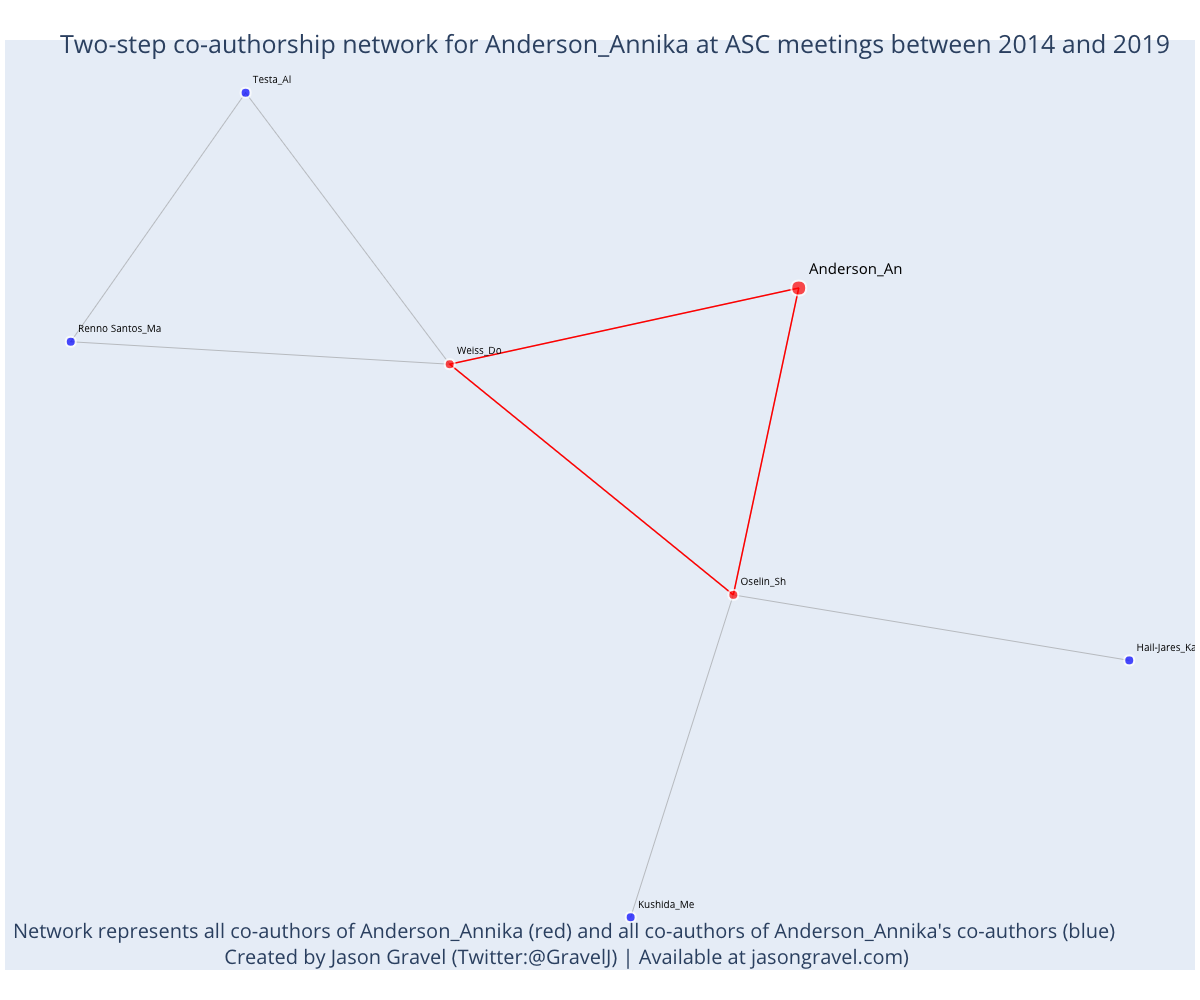 Two-step co-authorship network for Anderson_Annika at ASC meetings between 2014 and 2019
Testa_Al
Anderson_An
Renno Santos_Ma
Weiss_Do
Oselin_Sh
Hail-Jares_Ka
Kushida_Me
Network represents all co-authors of Anderson_Annika (red) and all co-authors of Anderson_Annika's co-authors (blue)
Created by Jason Gravel (Twitter:@GravelJ) | Available at jasongravel.com)